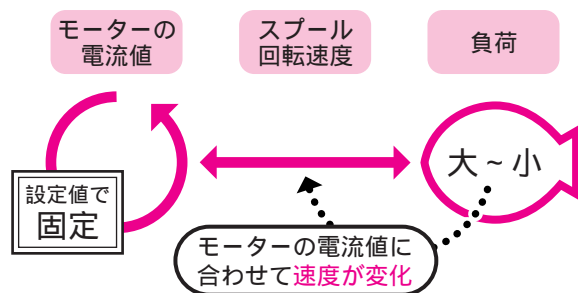 モーターの
電流値
スプール
回転速度
負荷
設定値で
固定
大 ~ 小
モーターの電流値に
合わせて速度が変化